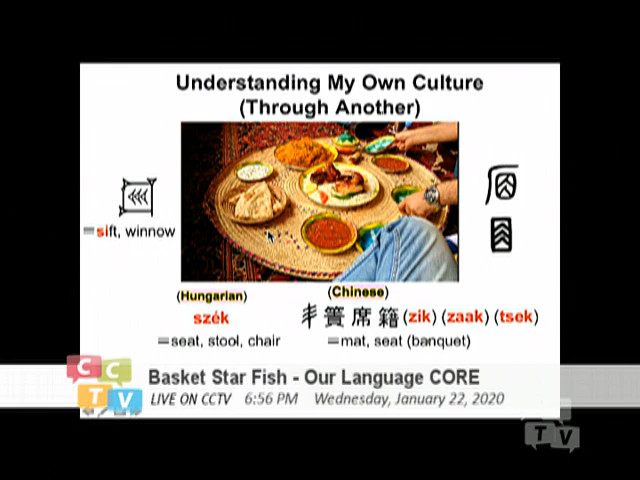 Understanding My Own Culture
(Through Another)
=sift, winnow
(Hungarian)
szék
=seat, stool, chair
(Chinese)
簀 席 籍 (zik) (zaak) (tsek)
=mat, seat (banquet)
CCTV
Basket Star Fish - Our Language CORE
LIVE ON CCTV 6:56 PM Wednesday, January 22, 2020
TV